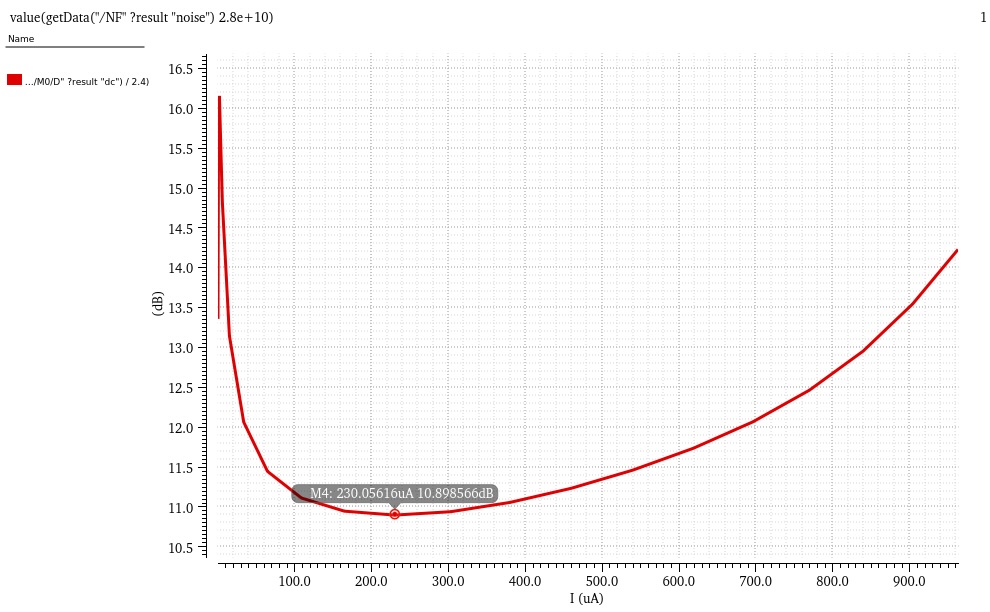 value(getData("/NF" ?result "noise") 2.8e+10)
1
Name
.../M0/D" ?result "dc") / 2.4)
16.5
16.0
15.5
15.0
14.5
14.0
13.5
13.0
12.5
12.0
11.5
11.0
10.5
(dB)
M4: 230.05616uA 10.898566dB
100.0 200.0 300.0 400.0 500.0 600.0 700.0 800.0 900.0
I (uA)